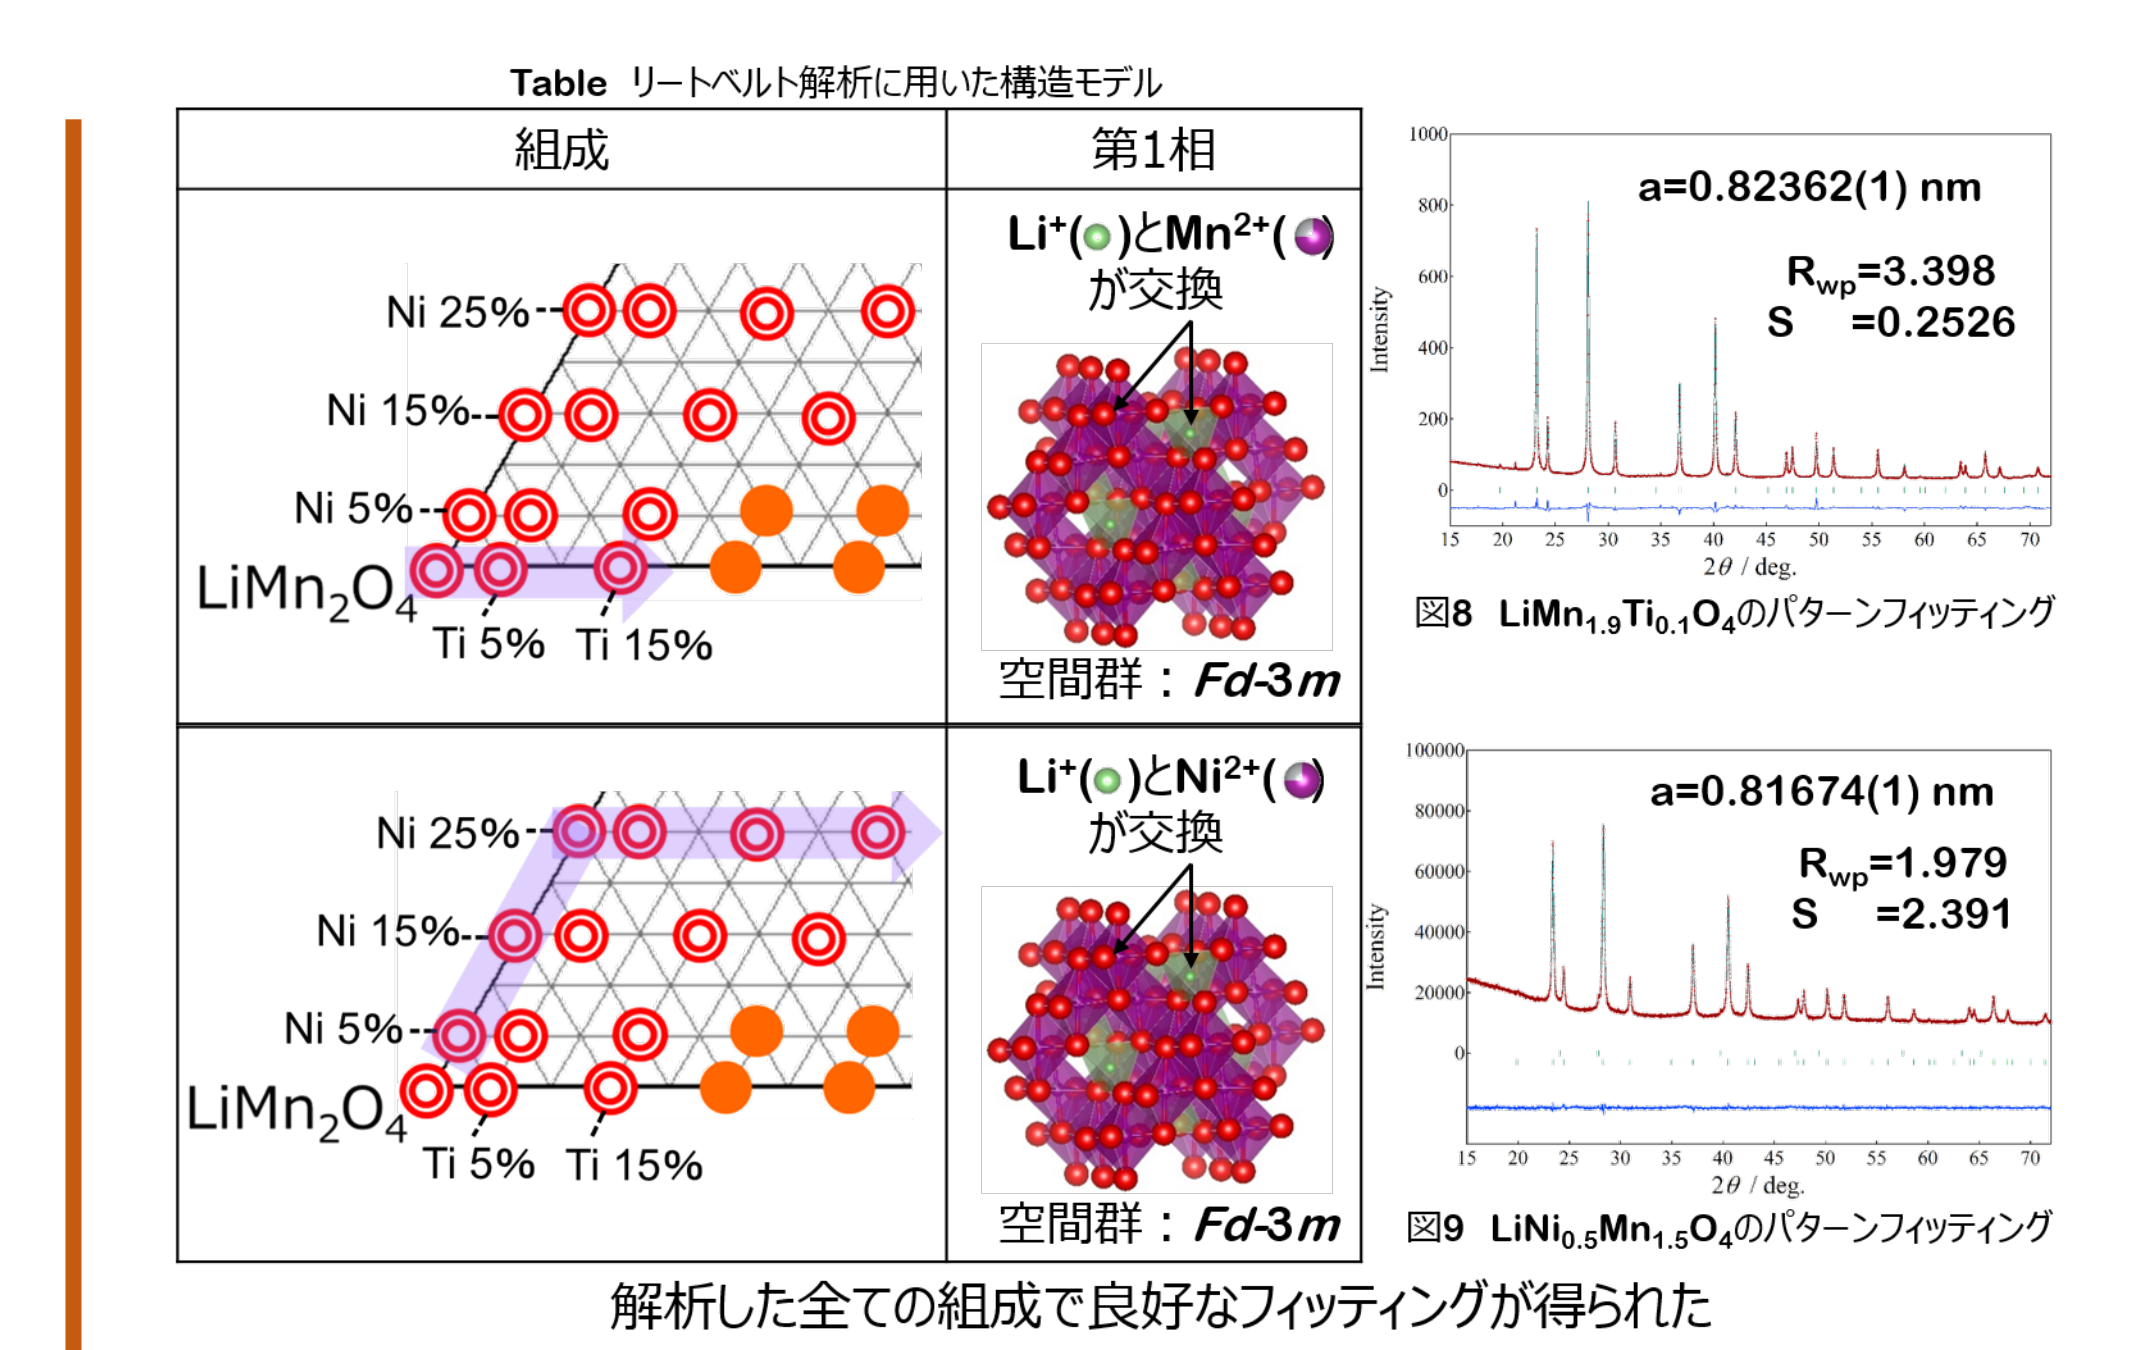 Table リートベルト解析に用いた構造モデル
組成
第1相
Ni 25%
Ni 15%
Ni 5%
LiMn₂O₄
Ti 5% Ti 15%
Li⁺( )とMn²⁺( )
が交換
空間群：Fd-3m
1000
800
600
400
200
0
Intensity
a=0.82362(1) nm
Rwp=3.398
S =0.2526
15 20 25 30 35 40 45 50 55 60 65 70
2θ / deg.
図8 LiMn₁.₉Ti₀.₁O₄のパターンフィッティング
Ni 25%
Ni 15%
Ni 5%
LiMn₂O₄
Ti 5% Ti 15%
Li⁺( )とNi²⁺( )
が交換
空間群：Fd-3m
100000
80000
60000
40000
20000
0
Intensity
a=0.81674(1) nm
Rwp=1.979
S =2.391
15 20 25 30 35 40 45 50 55 60 65 70
2θ / deg.
図9 LiNi₀.₅Mn₁.₅O₄のパターンフィッティング
解析した全ての組成で良好なフィッティングが得られた